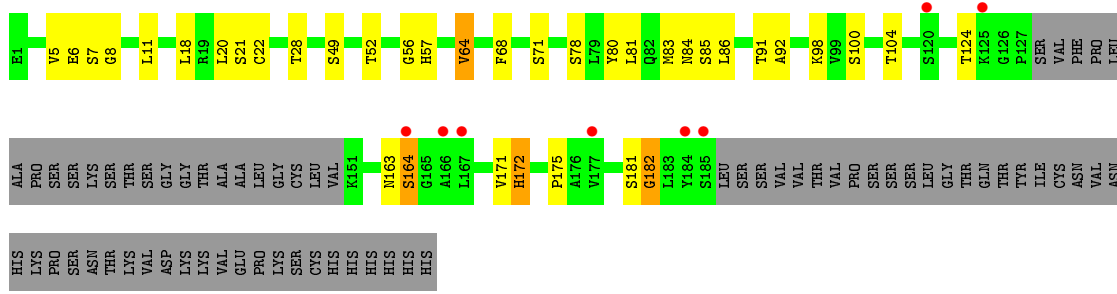 E1 V5 E6 S7 G8 L11 L18 R19 L20 S21 C22 T28 S49 T52 G56 H57 V64 F68 S71 S78 L79 Y80 L81 Q82 M83 N84 S85 L86 T91 A92 K98 V99 S100 T104 S120 T124 K125 G126 P127 SER VAL PHE PRO LEU
ALA PRO SER SER LYS SER THR SER GLY GLY THR ALA ALA LEU GLY CYS LEU VAL K151 N163 S164 G165 A166 L167 V171 H172 P175 A176 V177 S181 G182 L183 Y184 S185 LEU SER SER VAL VAL THR VAL PRO SER SER SER LEU GLY THR GLN THR TYR ILE CYS ASN VAL ASN
HIS LYS PRO SER ASN THR LYS VAL ASP LYS LYS VAL GLU PRO LYS SER CYS HIS HIS HIS HIS HIS HIS